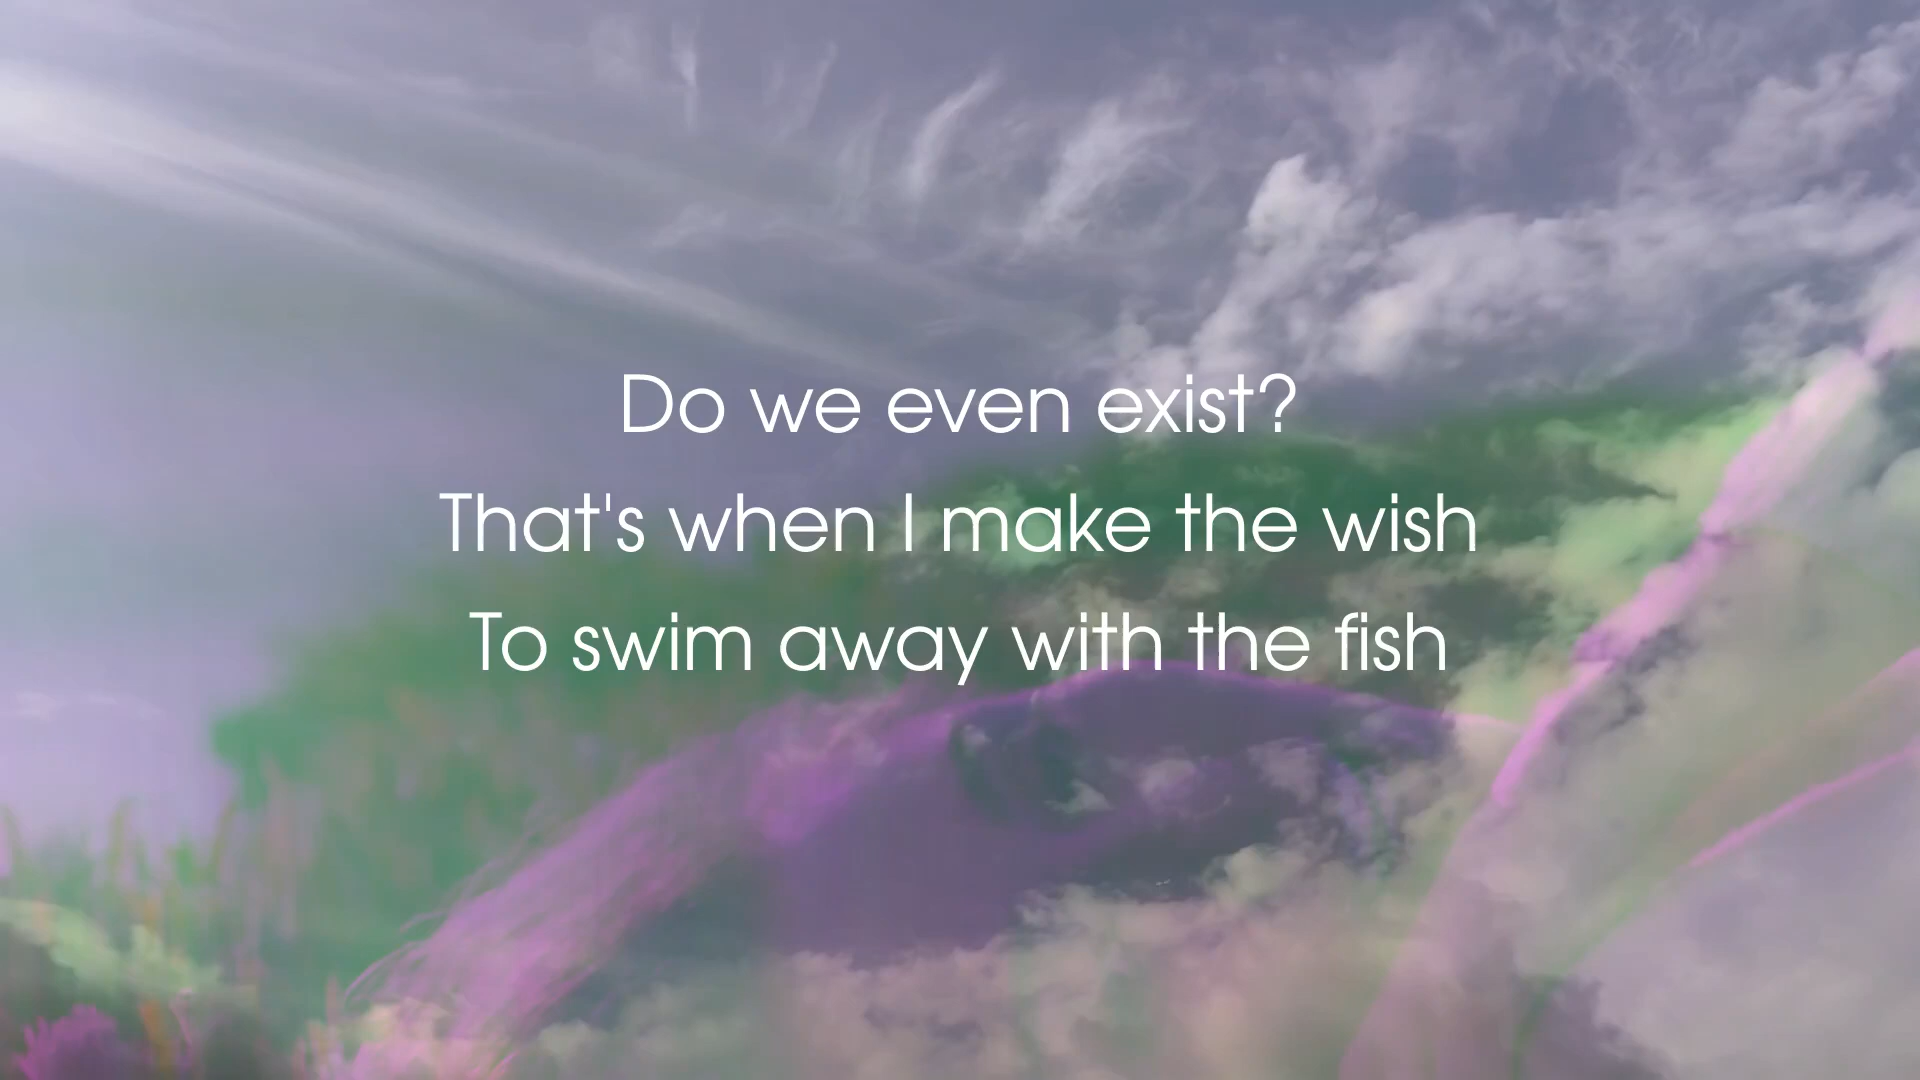 Do we even exist?
That's when I make the wish
To swim away with the fish